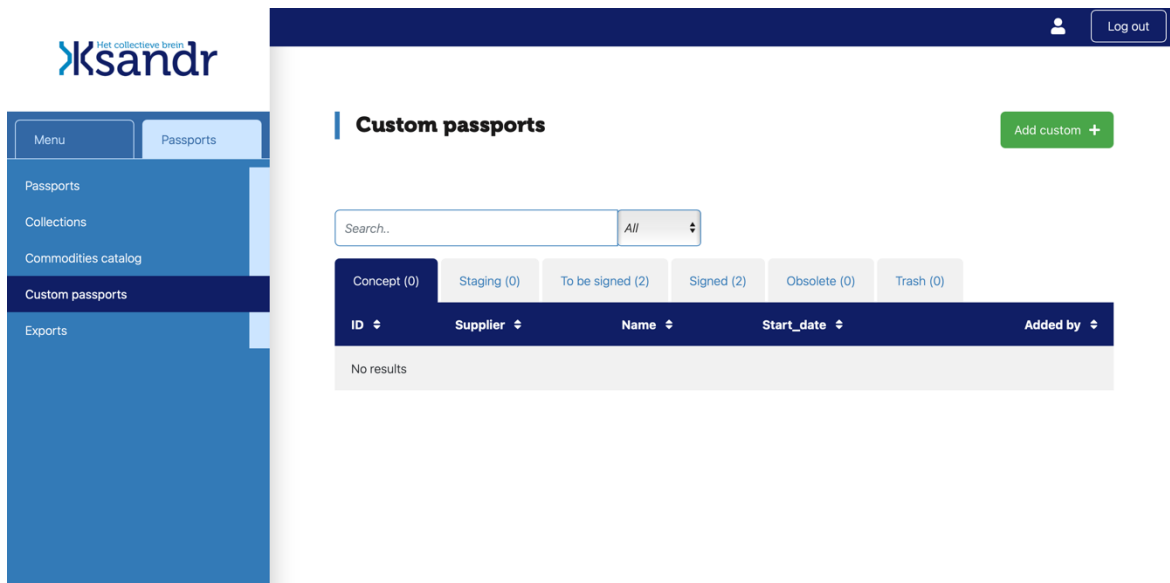 Het collectieve brein
Ksandr
Log out
Menu
Passports
Passports
Collections
Commodities catalog
Custom passports
Exports
Custom passports
Add custom +
Search..
All
Concept (0) Staging (0) To be signed (2) Signed (2) Obsolete (0) Trash (0)
ID Supplier Name Start_date Added by
No results